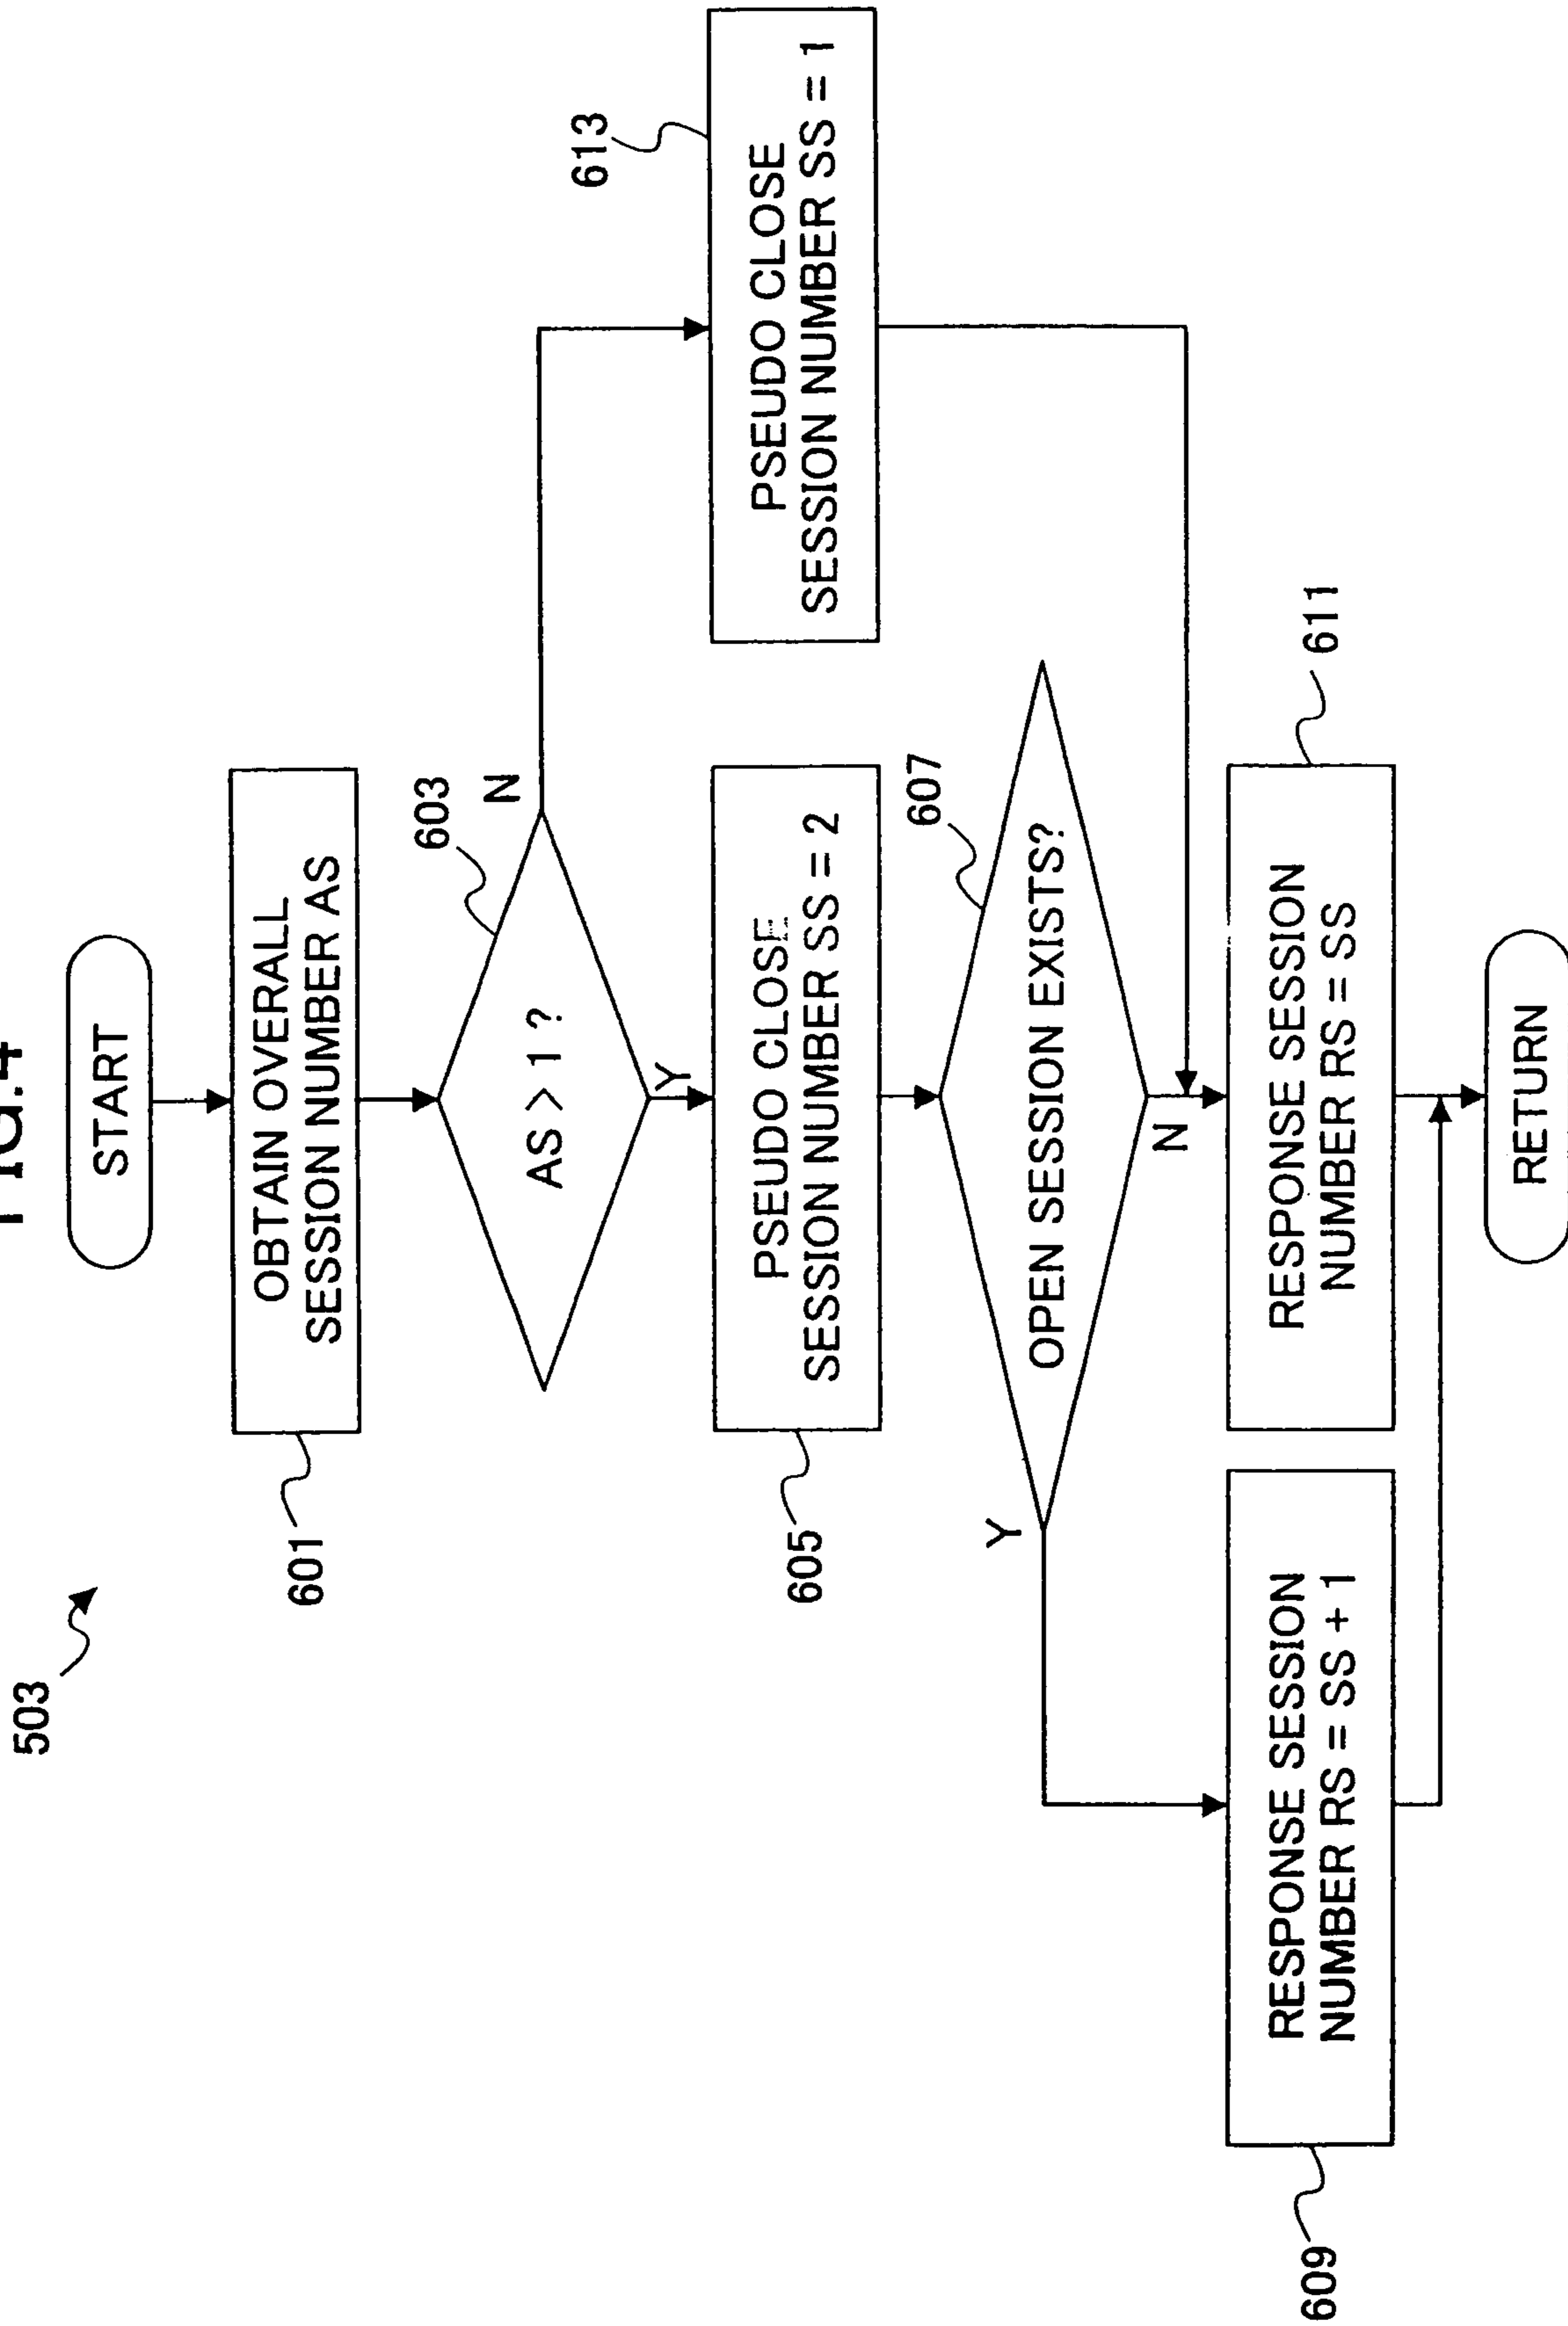 503
START
601
OBTAIN OVERALL
SESSION NUMBER AS
603
AS > 1 ?
N
Y
605
PSEUDO CLOSE
SESSION NUMBER SS = 2
613
PSEUDO CLOSE
SESSION NUMBER SS = 1
607
OPEN SESSION EXISTS?
Y
N
609
RESPONSE SESSION
NUMBER RS = SS + 1
611
RESPONSE SESSION
NUMBER RS = SS
RETURN